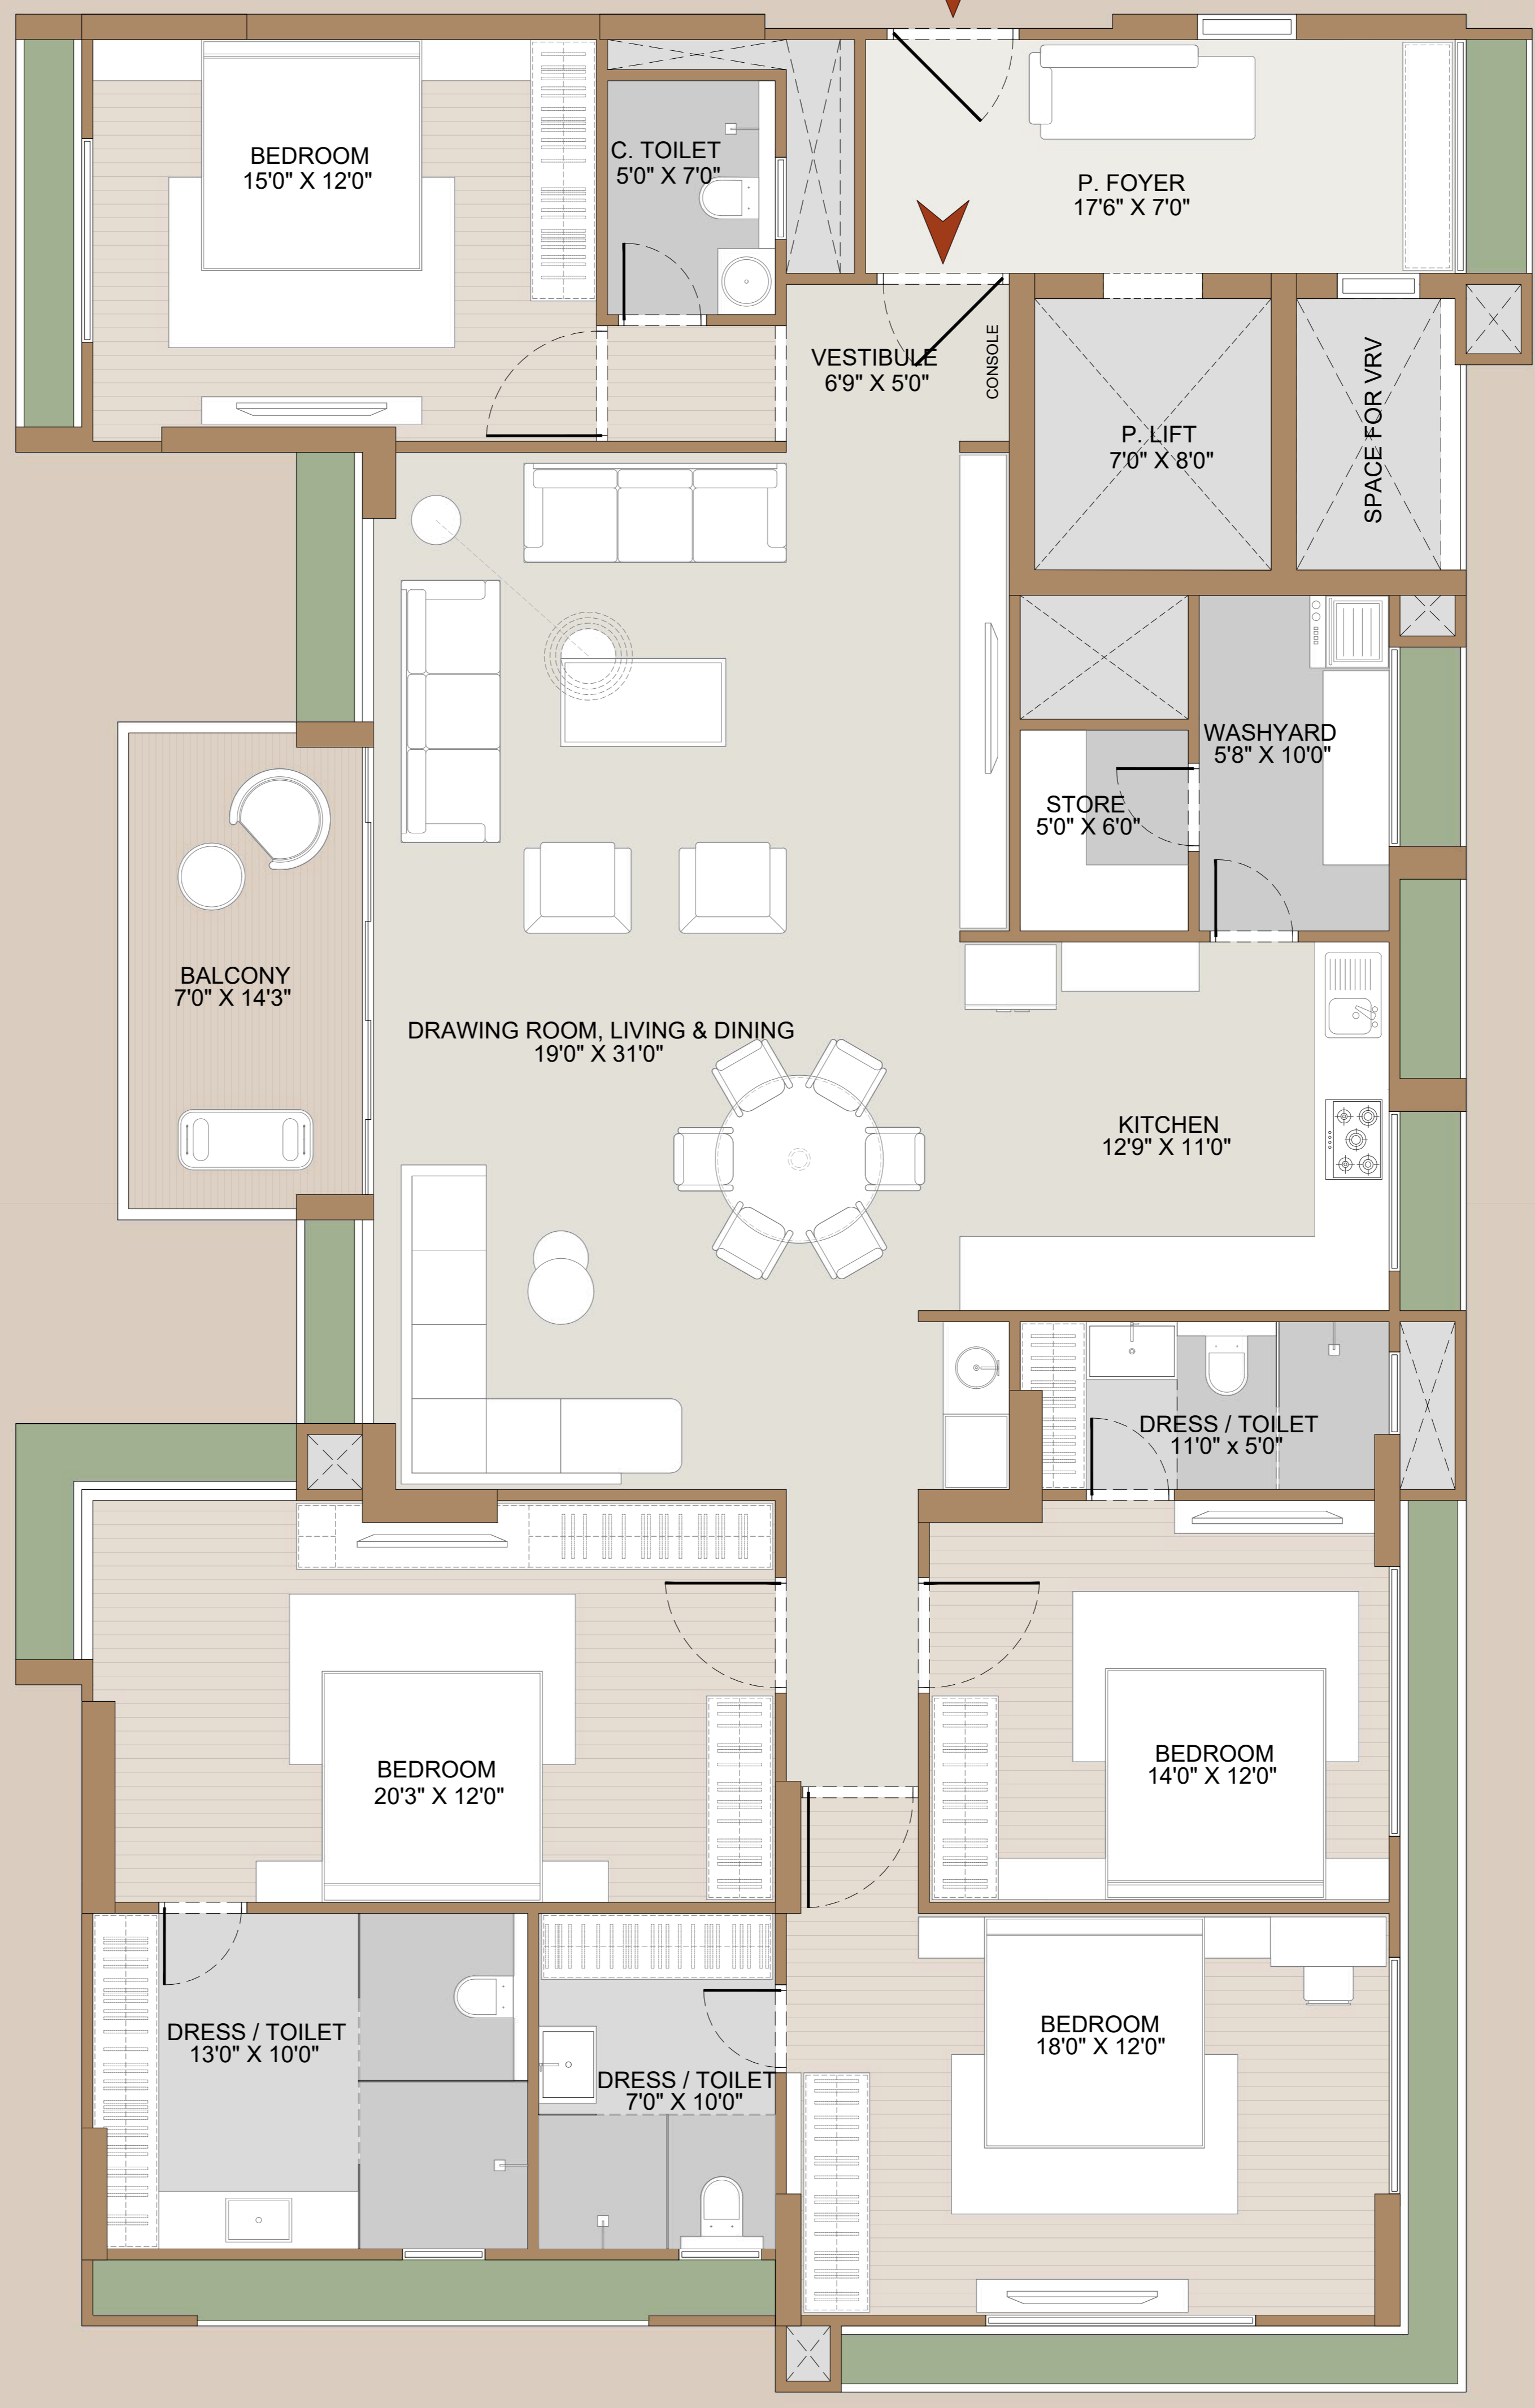 BEDROOM
15'0" X 12'0"
C. TOILET
5'0" X 7'0"
P. FOYER
17'6" X 7'0"
VESTIBULE
6'9" X 5'0"
CONSOLE
P. LIFT
7'0" X 8'0"
SPACE FOR VRV
WASHYARD
5'8" X 10'0"
STORE
5'0" X 6'0"
BALCONY
7'0" X 14'3"
DRAWING ROOM, LIVING & DINING
19'0" X 31'0"
KITCHEN
12'9" X 11'0"
DRESS / TOILET
11'0" x 5'0"
BEDROOM
20'3" X 12'0"
BEDROOM
14'0" X 12'0"
DRESS / TOILET
13'0" X 10'0"
DRESS / TOILET
7'0" X 10'0"
BEDROOM
18'0" X 12'0"